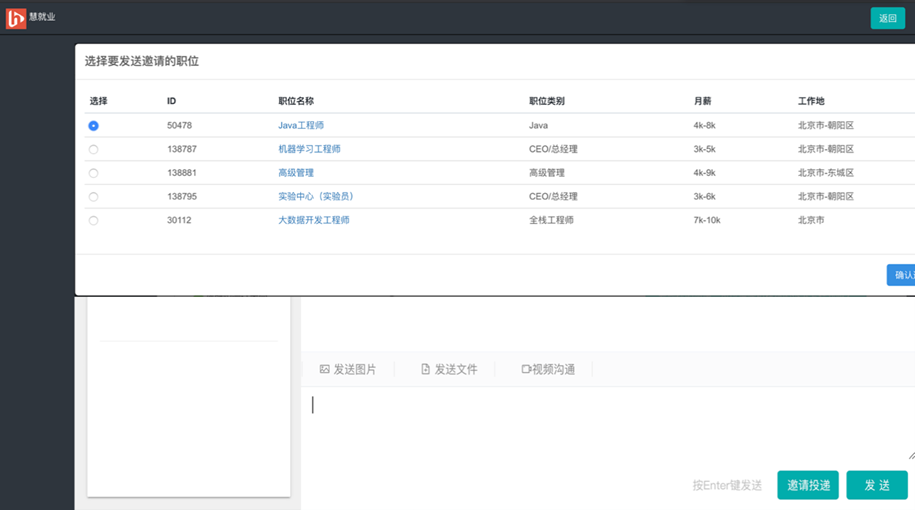 慧就业
返回
选择要发送邀请的职位
选择 ID 职位名称 职位类别 月薪 工作地
50478 Java工程师 Java 4k-8k 北京市-朝阳区
138787 机器学习工程师 CEO/总经理 3k-5k 北京市-朝阳区
138881 高级管理 高级管理 4k-9k 北京市-东城区
138795 实验中心（实验员） CEO/总经理 3k-6k 北京市-朝阳区
30112 大数据开发工程师 全栈工程师 7k-10k 北京市
确认
发送图片 发送文件 视频沟通
按Enter键发送 邀请投递 发 送